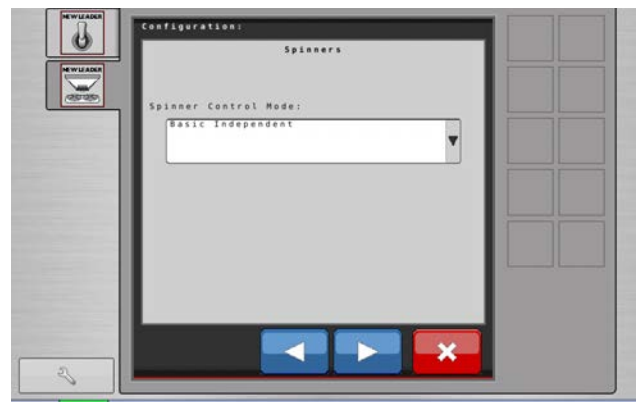 NEW LEADER
NEW LEADER
Configuration:
Spinners
Spinner Control Mode:
Basic Independent